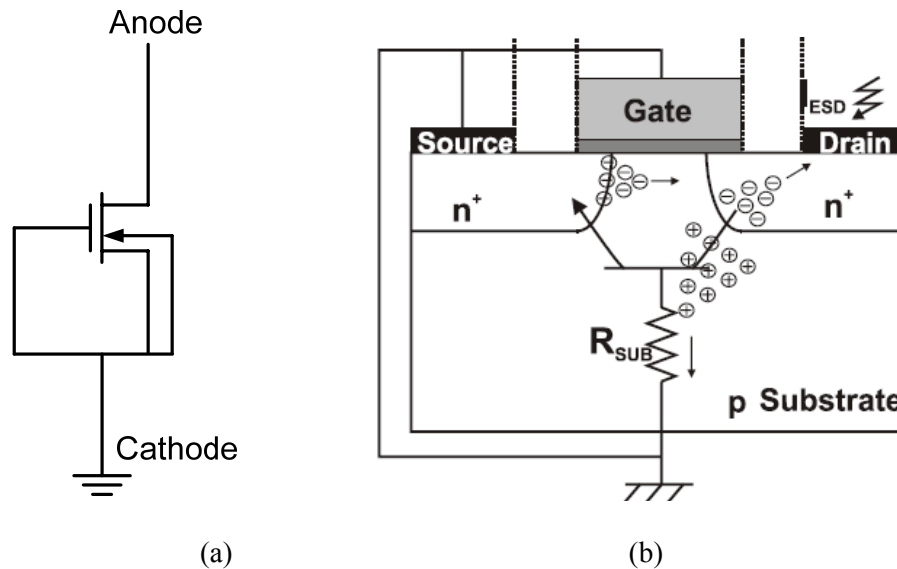 Anode
Cathode
(a)
Gate
ESD
Source
Drain
n+
n+
RSUB
p Substrate
(b)